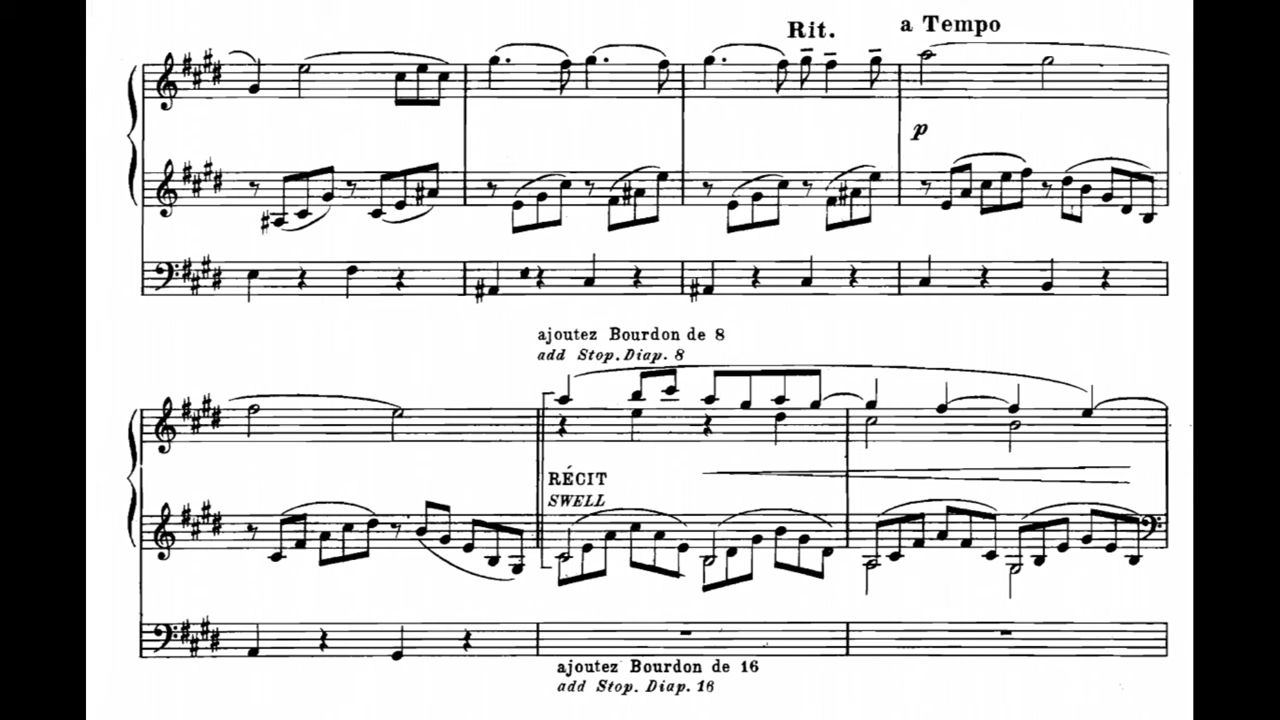 Rit.
a Tempo
p
ajoutez Bourdon de 8
add Stop. Diap. 8
RÉCIT
SWELL
ajoutez Bourdon de 16
add Stop. Diap. 16